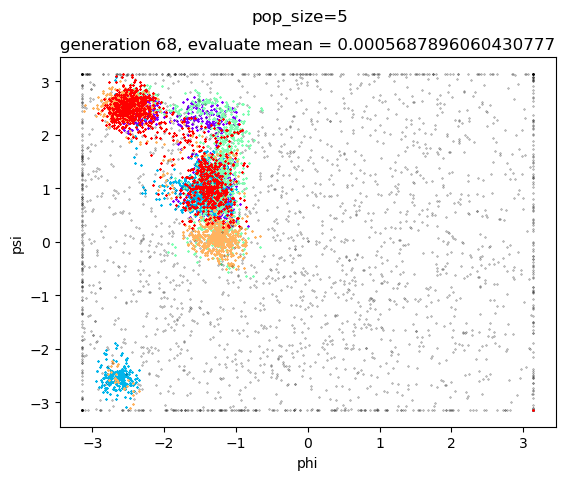 pop_size=5
generation 68, evaluate mean = 0.0005687896060430777
3
2
1
0
−1
−2
−3
psi
−3 −2 −1 0 1 2 3
phi